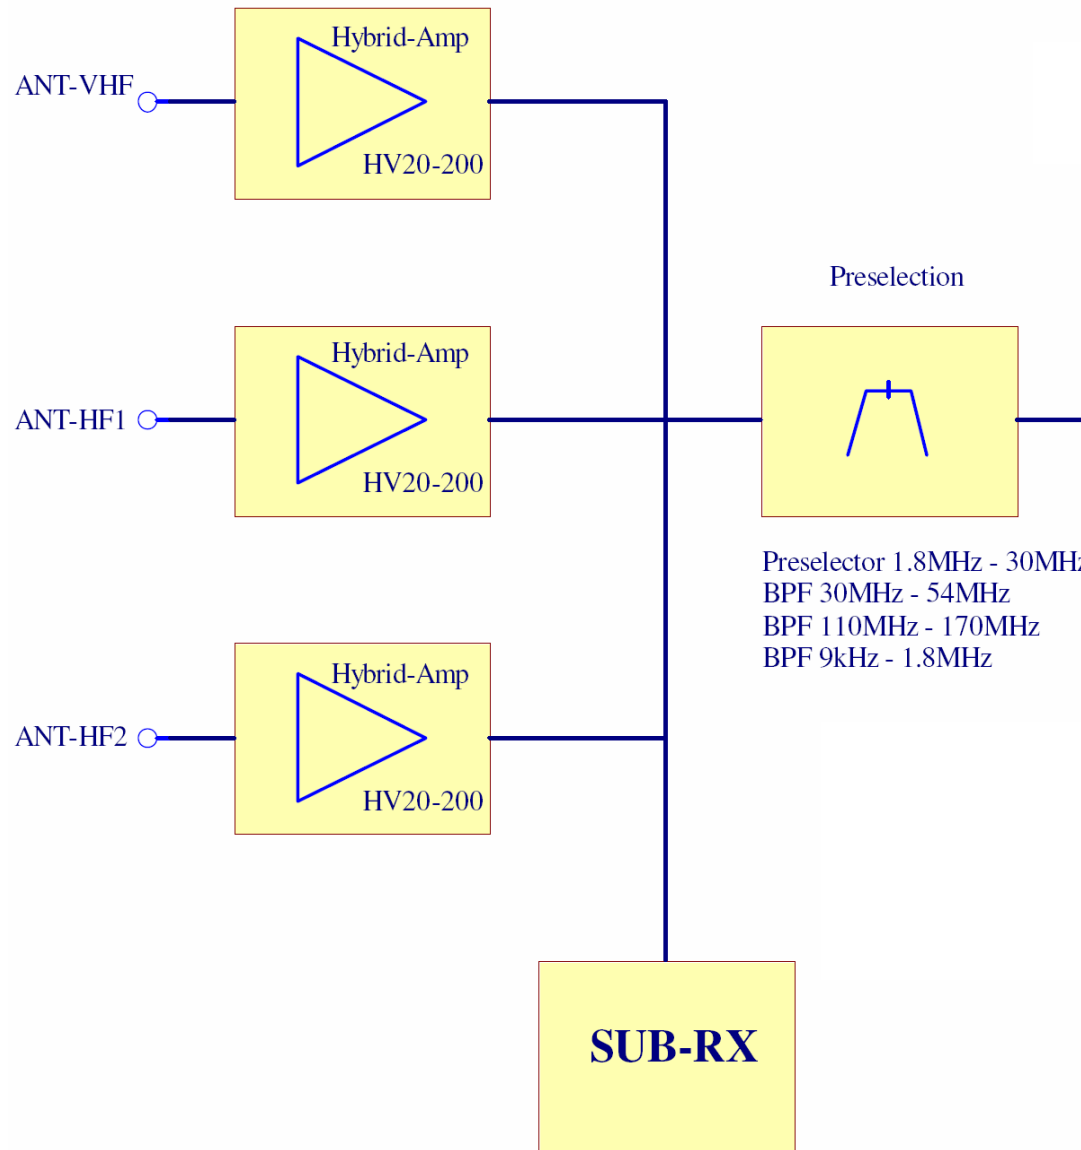 Hybrid-Amp
ANT-VHF
HV20-200
Preselection
Hybrid-Amp
ANT-HF1
HV20-200
Preselector 1.8MHz - 30MHz
BPF 30MHz - 54MHz
BPF 110MHz - 170MHz
BPF 9kHz - 1.8MHz
Hybrid-Amp
ANT-HF2
HV20-200
SUB-RX